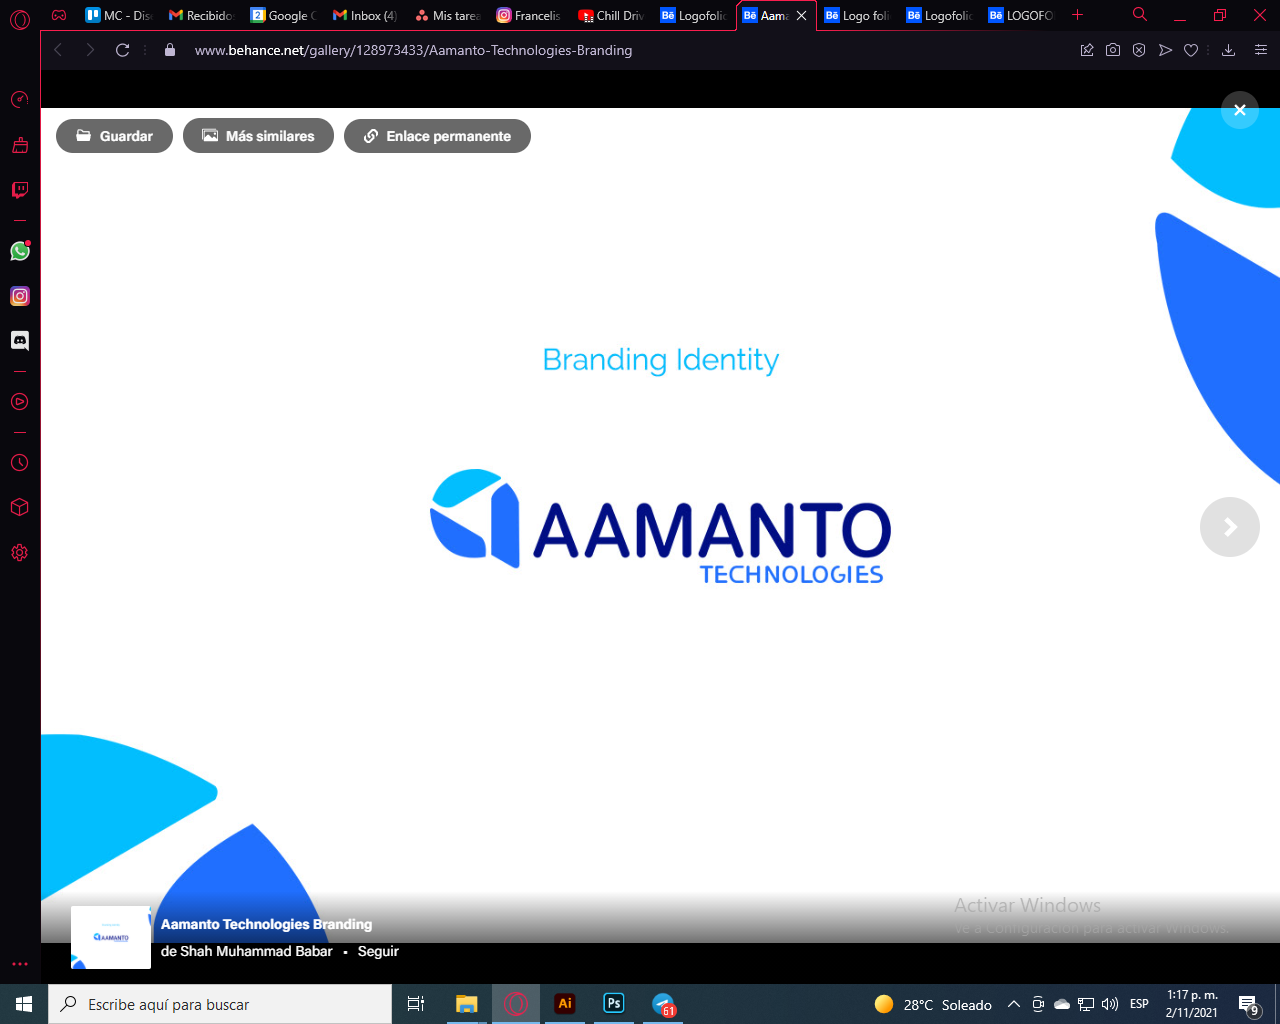 MC - Dis
Recibido
Google C
Inbox (4)
Mis tarea
Francelis
Chill Driv
Logofolio
Aama
Logo foli
Logofolio
LOGOFO
www.behance.net/gallery/128973433/Aamanto-Technologies-Branding
Guardar
Más similares
Enlace permanente
Branding Identity
AAMANTO
TECHNOLOGIES
Activar Windows
Ve a Configuración para activar Windows.
Aamanto Technologies Branding
de Shah Muhammad Babar • Seguir
Escribe aquí para buscar
Ai
Ps
61
28°C Soleado
ESP
1:17 p. m.
2/11/2021
9